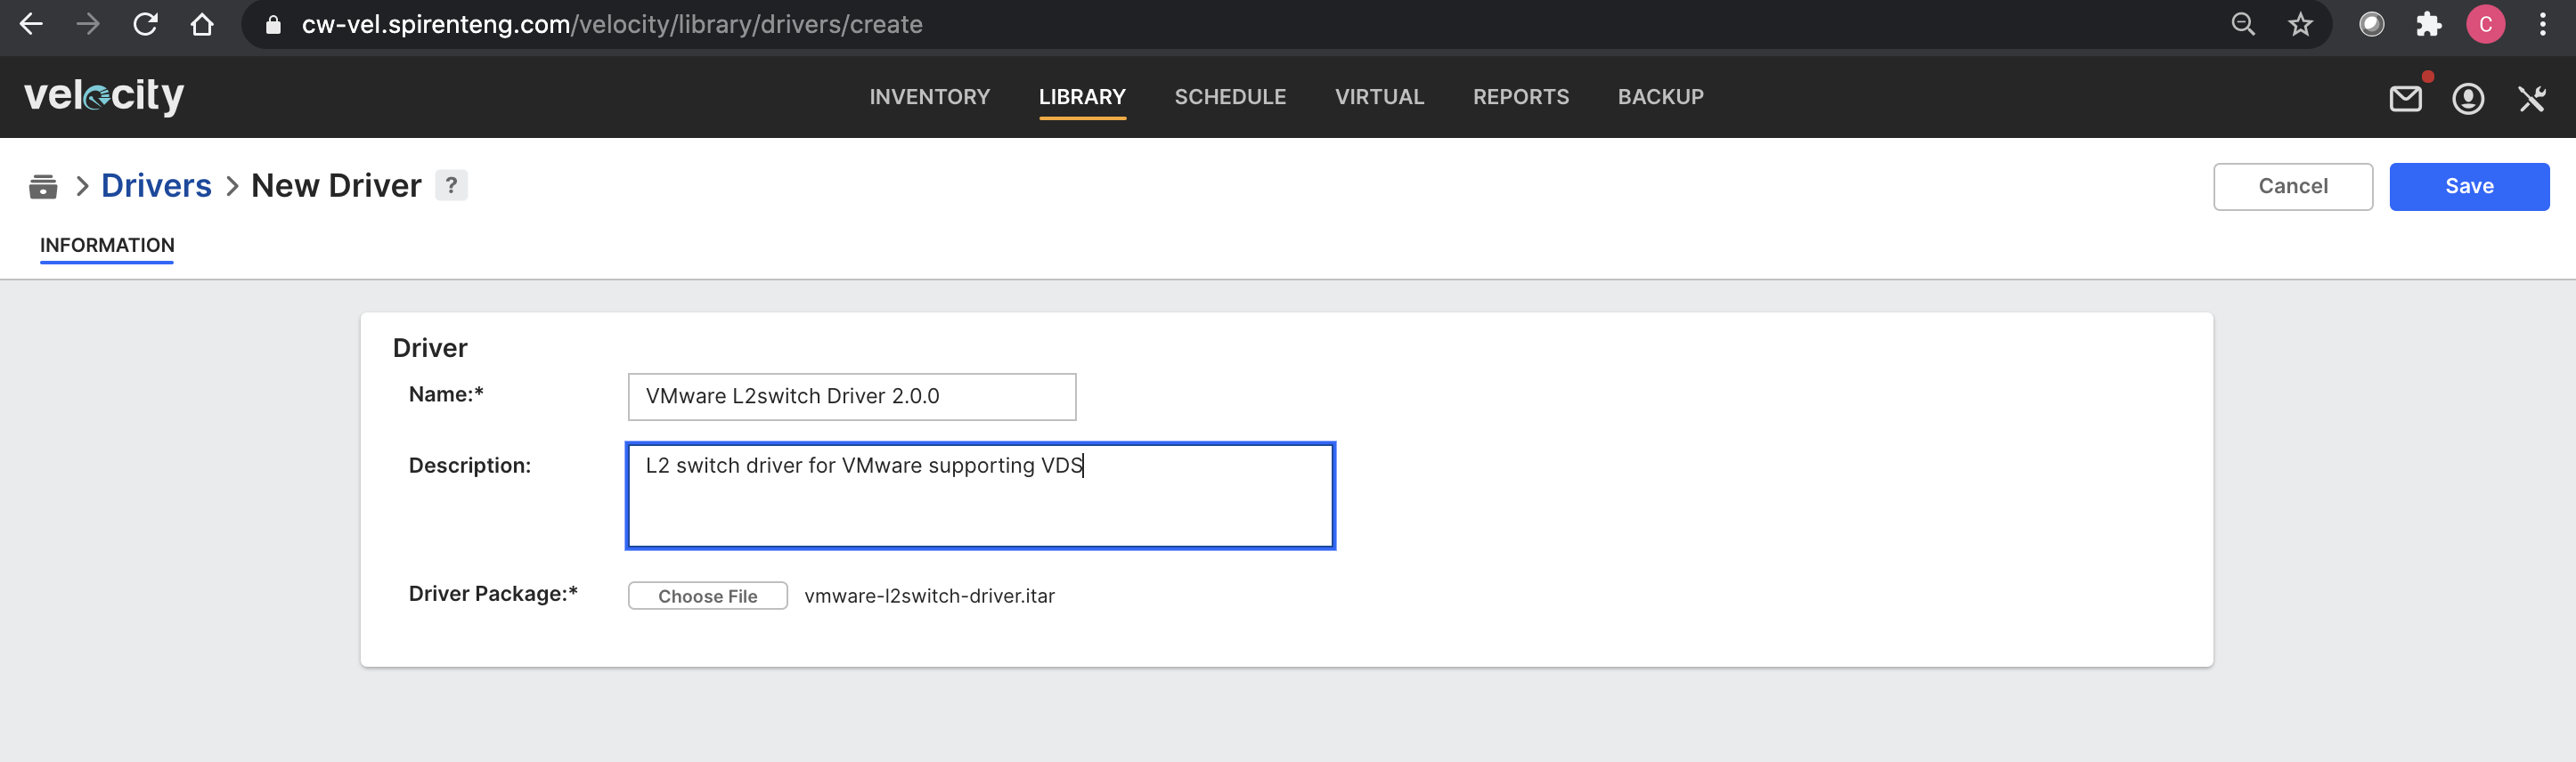 cw-vel.spirenteng.com/velocity/library/drivers/create
C
velocity
INVENTORY LIBRARY SCHEDULE VIRTUAL REPORTS BACKUP
> Drivers > New Driver ?
Cancel Save
INFORMATION
Driver
Name:* VMware L2switch Driver 2.0.0
Description: L2 switch driver for VMware supporting VDS
Driver Package:* Choose File vmware-l2switch-driver.itar